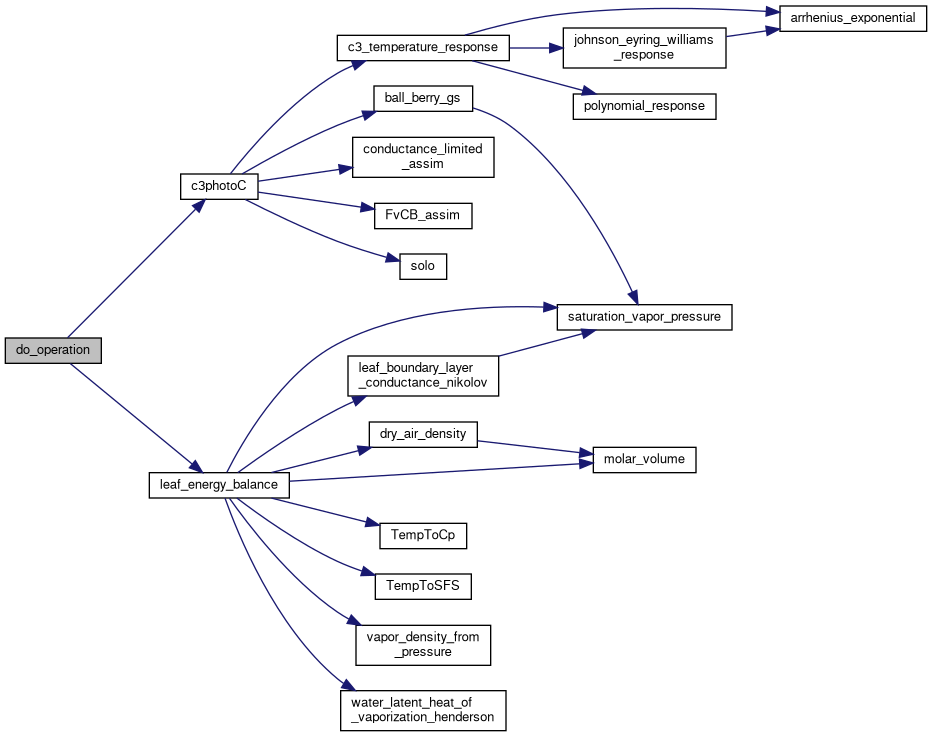 do_operation
c3photoC
c3_temperature_response
arrhenius_exponential
johnson_eyring_williams
_response
polynomial_response
ball_berry_gs
conductance_limited
_assim
FvCB_assim
solo
saturation_vapor_pressure
leaf_energy_balance
leaf_boundary_layer
_conductance_nikolov
dry_air_density
molar_volume
TempToCp
TempToSFS
vapor_density_from
_pressure
water_latent_heat_of
_vaporization_henderson